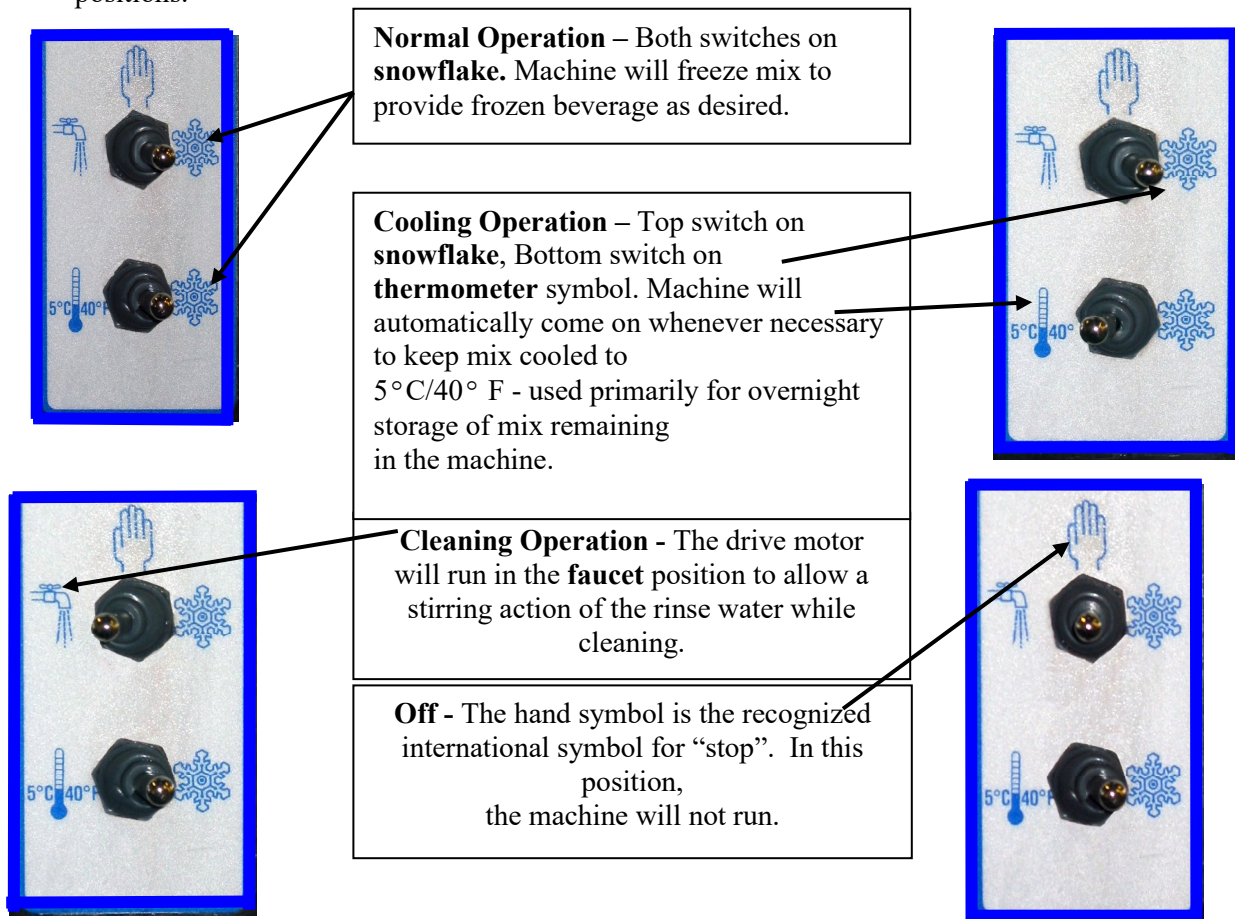 positions.
Normal Operation – Both switches on
snowflake. Machine will freeze mix to
provide frozen beverage as desired.
Cooling Operation – Top switch on
snowflake, Bottom switch on
thermometer symbol. Machine will
automatically come on whenever necessary
to keep mix cooled to
5°C/40° F - used primarily for overnight
storage of mix remaining
in the machine.
Cleaning Operation - The drive motor
will run in the faucet position to allow a
stirring action of the rinse water while
cleaning.
Off - The hand symbol is the recognized
international symbol for “stop”. In this
position,
the machine will not run.
5°C 40°F
5°C 40°
5°C 40°F
5°C 40°F